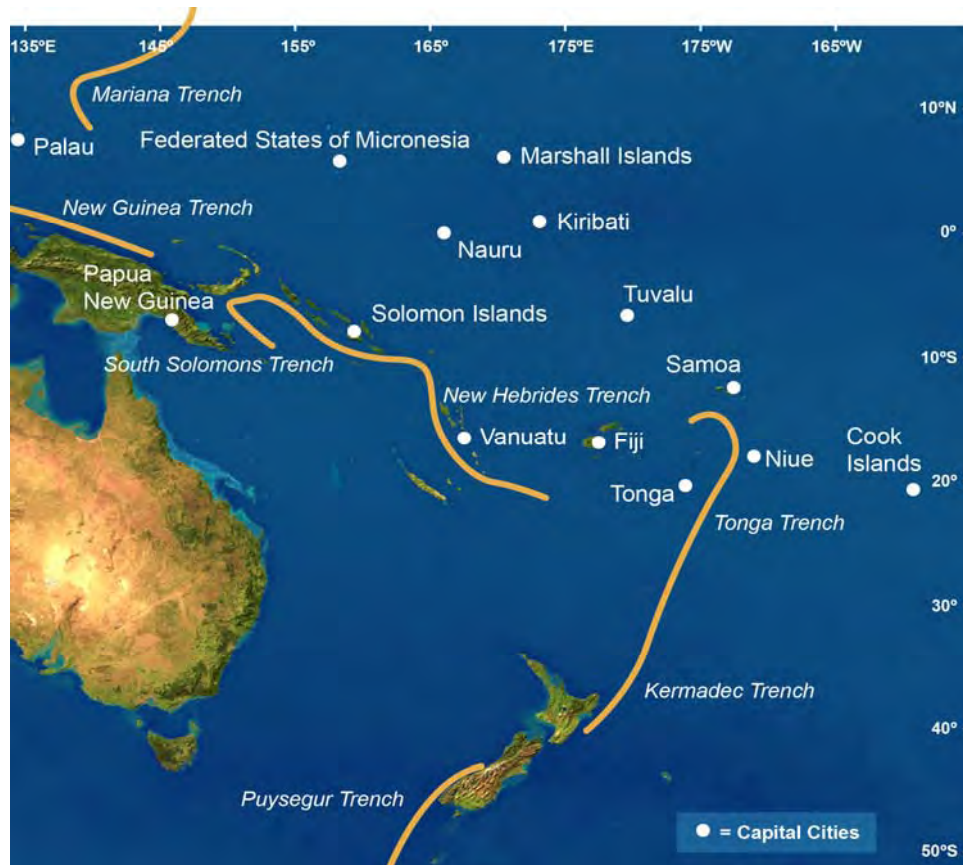 135ºE 145º 155º 165º 175ºE 175ºW 165ºW
Mariana Trench
10ºN
Federated States of Micronesia
Palau
Marshall Islands
New Guinea Trench
Kiribati
0º
Nauru
Papua
New Guinea
Tuvalu
Solomon Islands
South Solomons Trench
10ºS
Samoa
New Hebrides Trench
Vanuatu
Fiji
Niue
Cook
Islands
20º
Tonga
Tonga Trench
30º
Kermadec Trench
40º
Puysegur Trench
= Capital Cities
50ºS